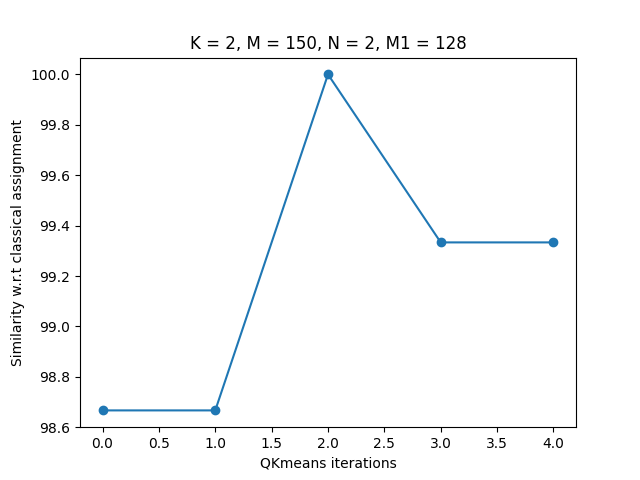 K = 2, M = 150, N = 2, M1 = 128
100.0
99.8
99.6
99.4
99.2
99.0
98.8
98.6
Similarity w.r.t classical assignment
0.0 0.5 1.0 1.5 2.0 2.5 3.0 3.5 4.0
QKmeans iterations